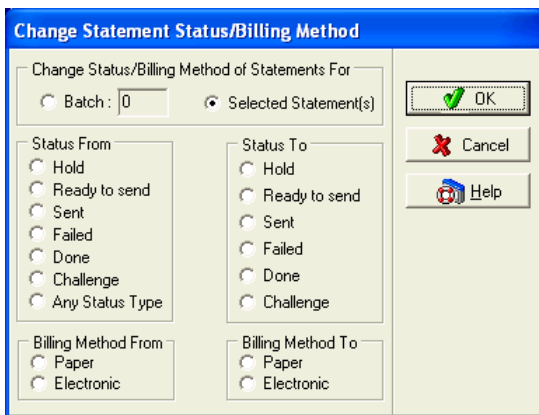 Change Statement Status/Billing Method
Change Status/Billing Method of Statements For
Batch : 0
Selected Statement(s)
OK
Cancel
Help
Status From
Hold
Ready to send
Sent
Failed
Done
Challenge
Any Status Type
Status To
Hold
Ready to send
Sent
Failed
Done
Challenge
Billing Method From
Paper
Electronic
Billing Method To
Paper
Electronic